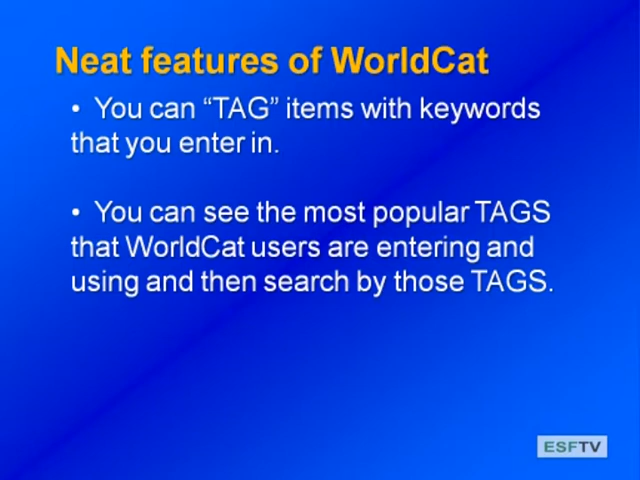 Neat features of WorldCat
• You can “TAG” items with keywords
that you enter in.
• You can see the most popular TAGS
that WorldCat users are entering and
using and then search by those TAGS.
ESFTV